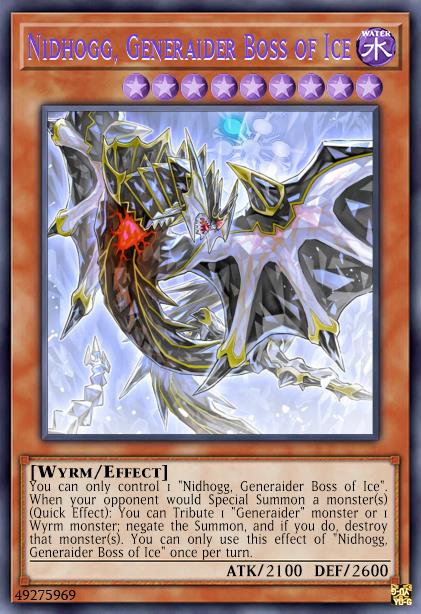 Nidhogg, Generaider Boss of Ice
WATER
水
[Wyrm/Effect]
You can only control 1 "Nidhogg, Generaider Boss of Ice".
When your opponent would Special Summon a monster(s)
(Quick Effect): You can Tribute 1 "Generaider" monster or 1
Wyrm monster; negate the Summon, and if you do, destroy
that monster(s). You can only use this effect of "Nidhogg,
Generaider Boss of Ice" once per turn.
ATK/2100 DEF/2600
49275969